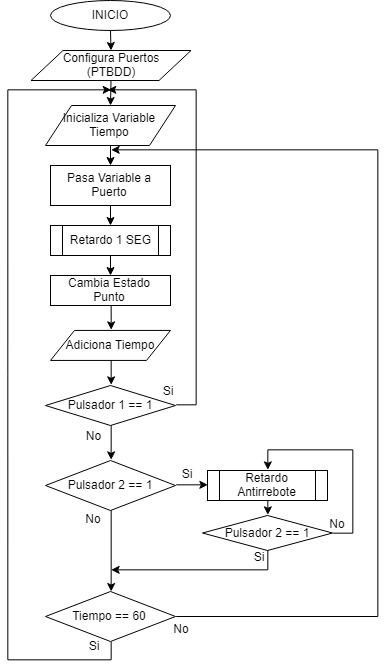 INICIO
Configura Puertos
(PTBDD)
Inicializa Variable
Tiempo
Pasa Variable a
Puerto
Retardo 1 SEG
Cambia Estado
Punto
Adiciona Tiempo
Si
Pulsador 1 == 1
No
Pulsador 2 == 1
Si
Retardo
Antirrebote
No
Pulsador 2 == 1
No
Si
Tiempo == 60
No
Si